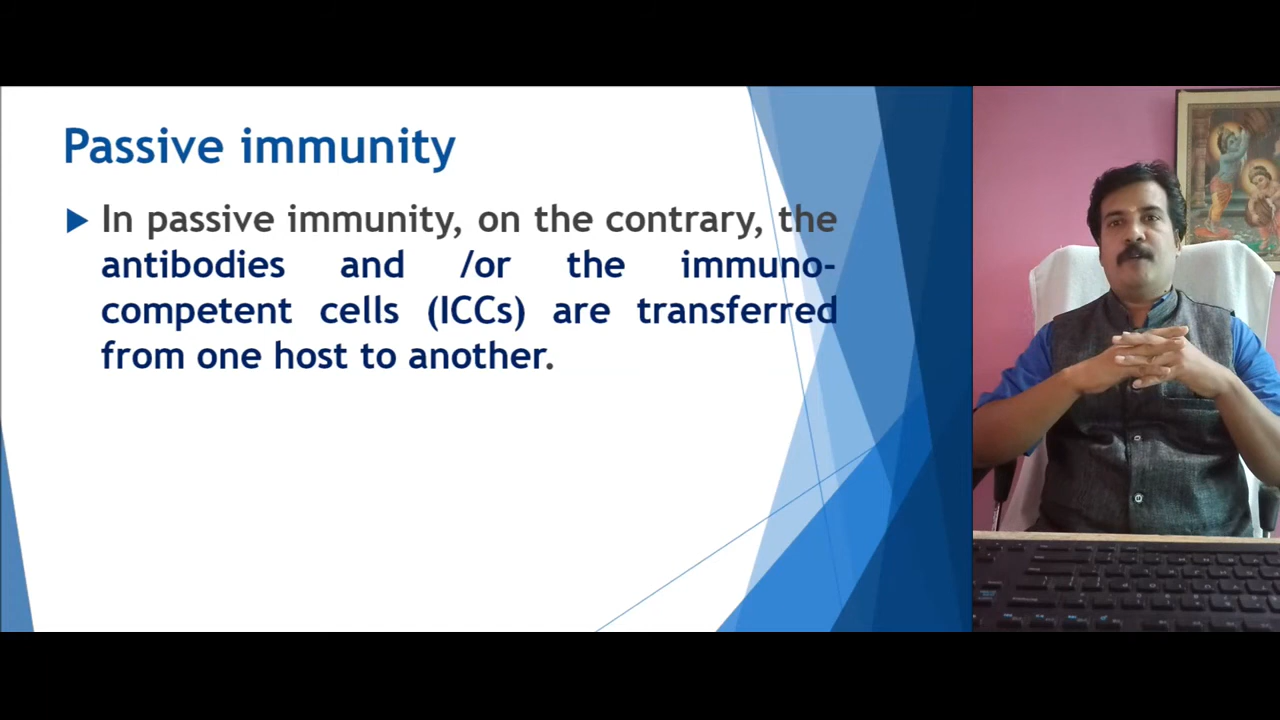 Passive immunity
In passive immunity, on the contrary, the
antibodies and /or the immuno-
competent cells (ICCs) are transferred
from one host to another.